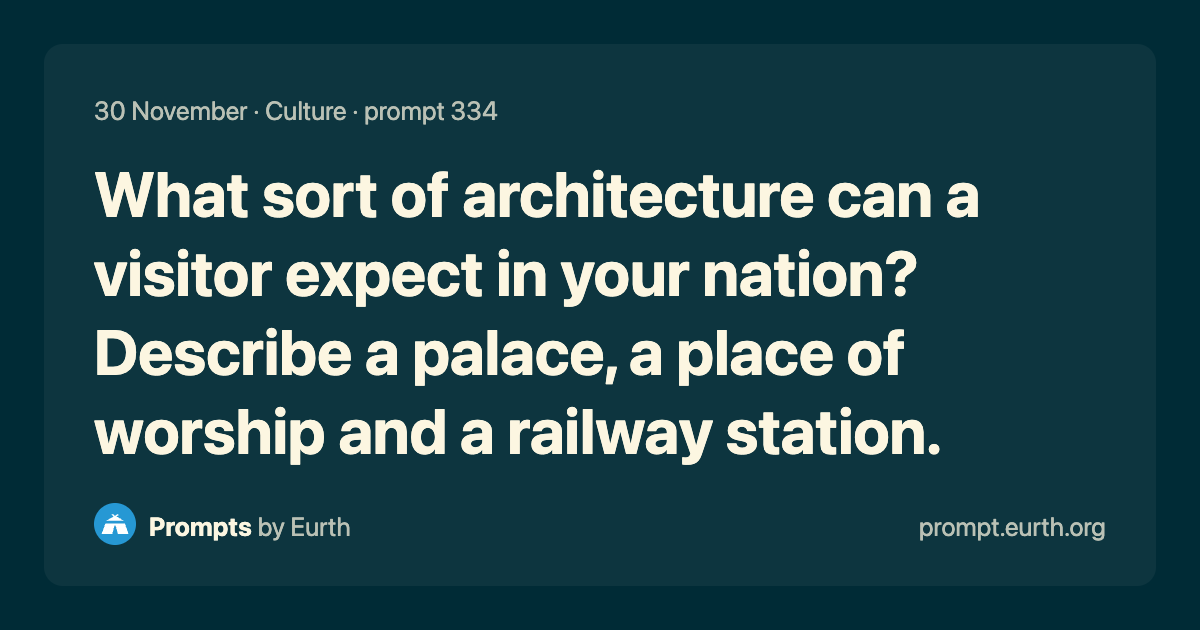 30 November · Culture · prompt 334
What sort of architecture can a
visitor expect in your nation?
Describe a palace, a place of
worship and a railway station.
Prompts by Eurth
prompt.eurth.org